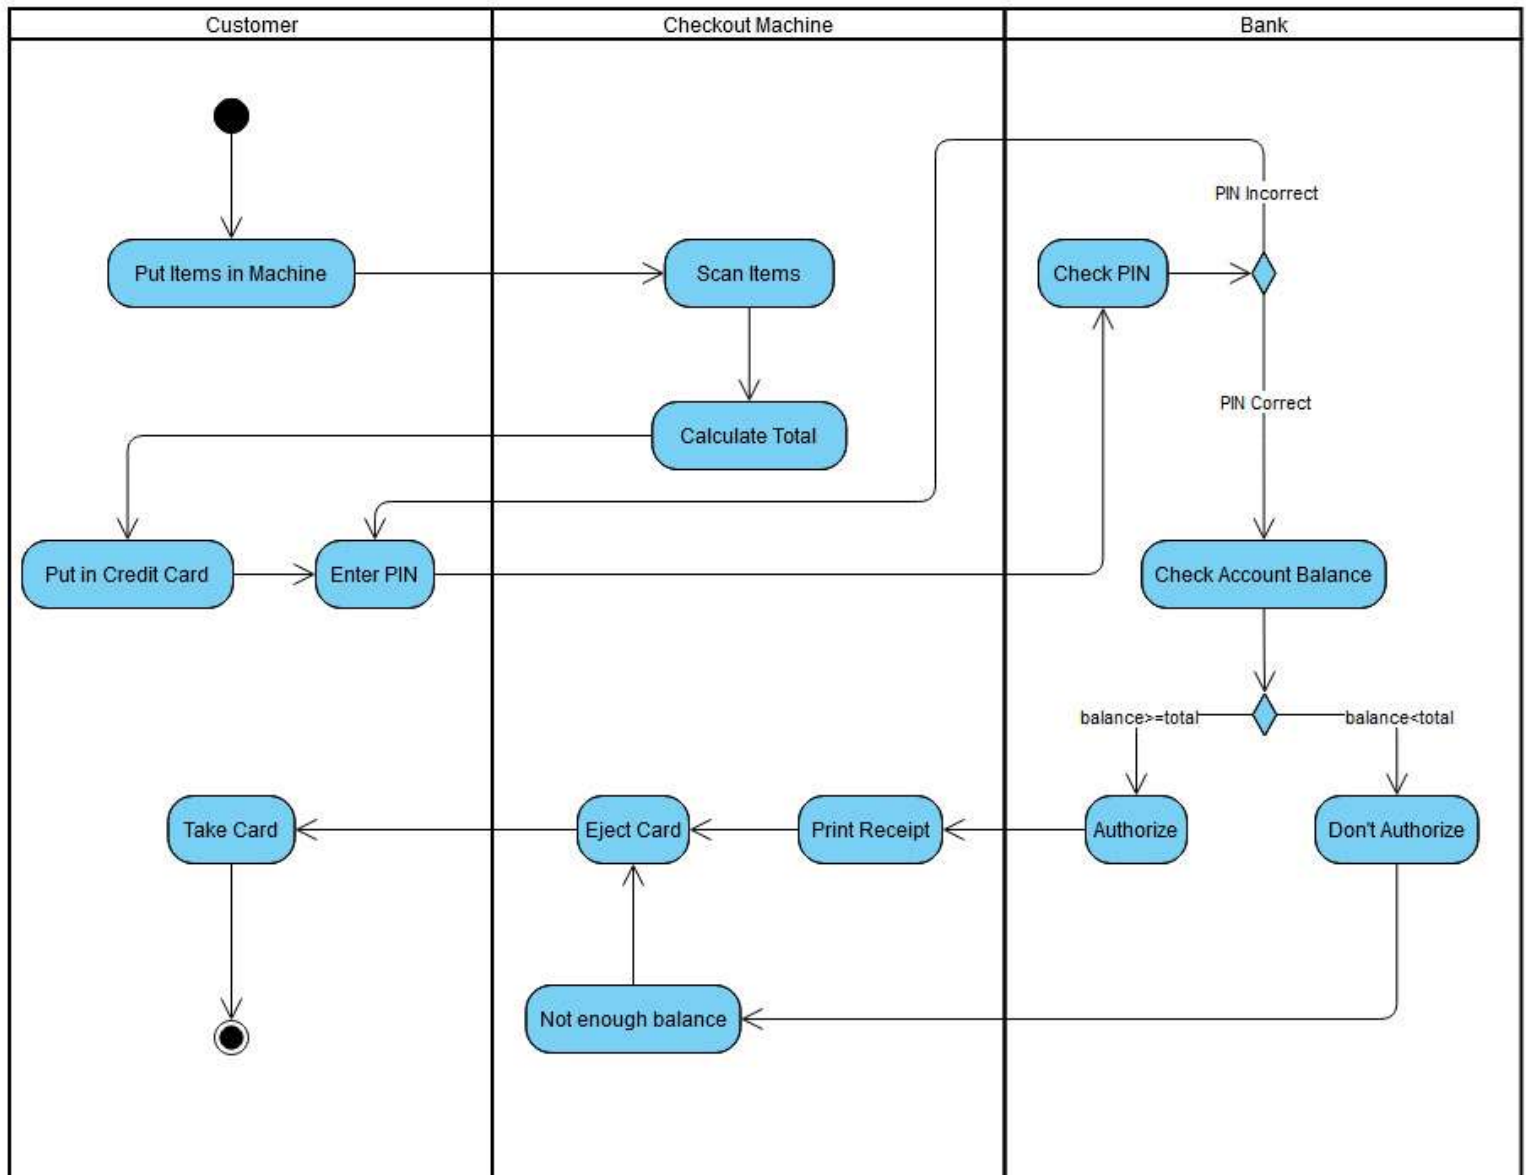 Customer
Checkout Machine
Bank
PIN Incorrect
Put Items in Machine
Scan Items
Check PIN
PIN Correct
Calculate Total
Put in Credit Card
Enter PIN
Check Account Balance
balance>=total
balance<total
Take Card
Eject Card
Print Receipt
Authorize
Don't Authorize
Not enough balance